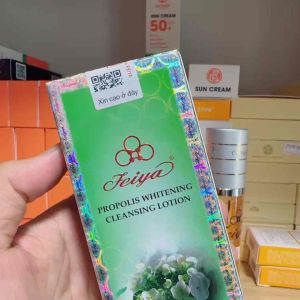 SUN CREAM
50+
SUN CREAM
Xin cào ở đây
Feiya®
PROPOLIS WHITENING
CLEANSING LOTION